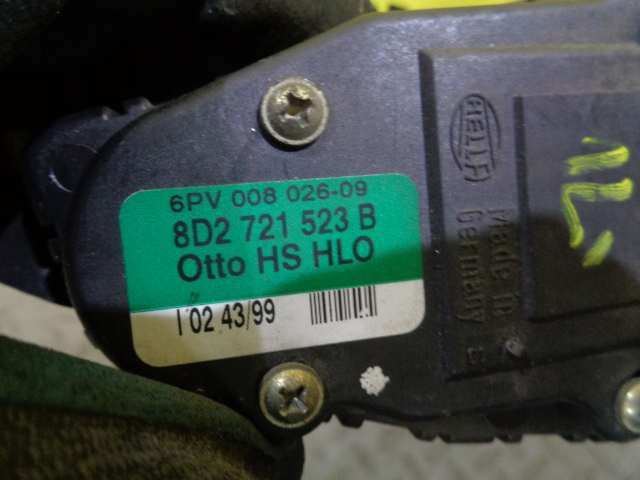 6PV 008 026-09
8D2 721 523 B
Otto HS HLO
I 02 43/99
HELLA
Made in
Germany